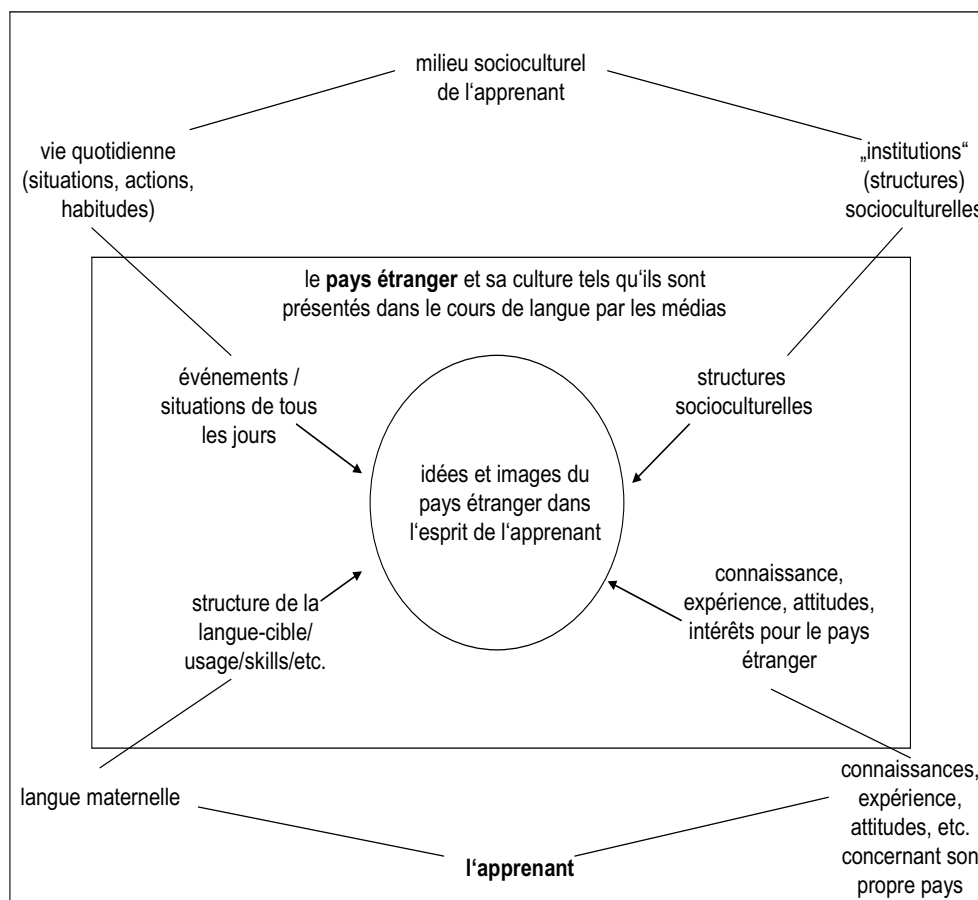 milieu socioculturel
de l‘apprenant
vie quotidienne
(situations, actions,
habitudes)
„institutions“
(structures)
socioculturelles
le pays étranger et sa culture tels qu‘ils sont
présentés dans le cours de langue par les médias
événements /
situations de tous
les jours
structures
socioculturelles
idées et images du
pays étranger dans
l‘esprit de l‘apprenant
structure de la
langue-cible/
usage/skills/etc.
connaissance,
expérience, attitudes,
intérêts pour le pays
étranger
langue maternelle
connaissances,
expérience,
attitudes, etc.
concernant son
propre pays
l‘apprenant